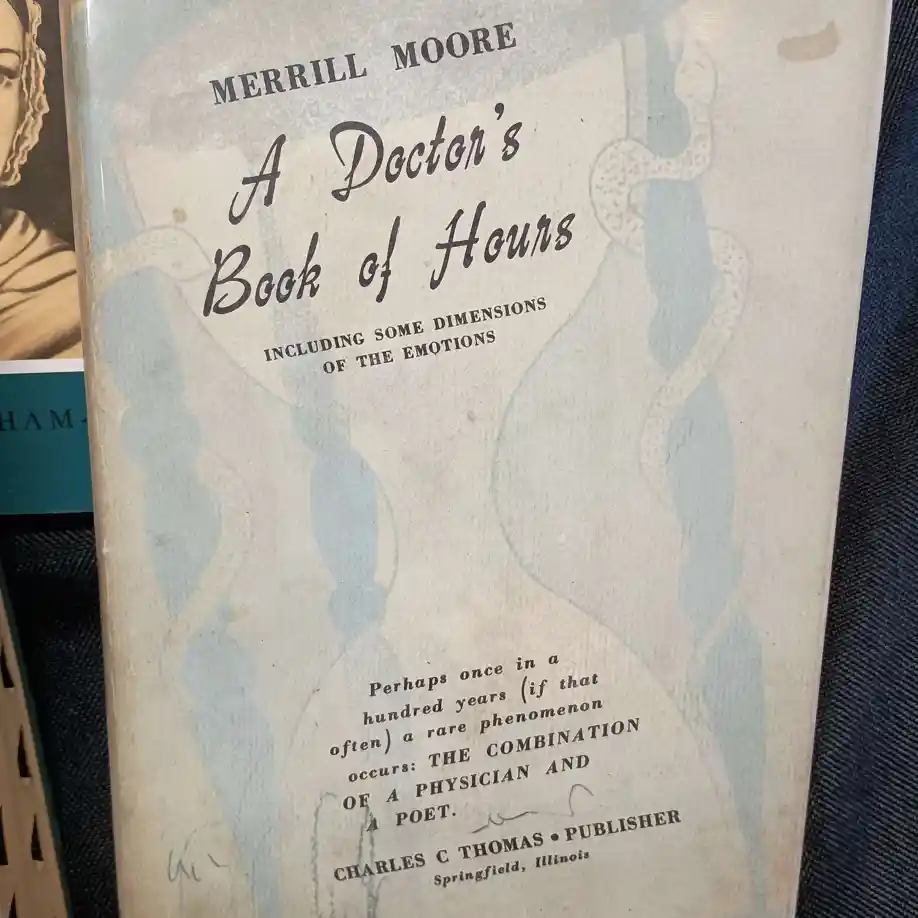 MERRILL MOORE
A Doctor's
Book of Hours
INCLUDING SOME DIMENSIONS
OF THE EMOTIONS
Perhaps once in a
hundred years (if that
often) a rare phenomenon
occurs: THE COMBINATION
OF A PHYSICIAN AND
A POET.
CHARLES C THOMAS • PUBLISHER
Springfield, Illinois
HAM